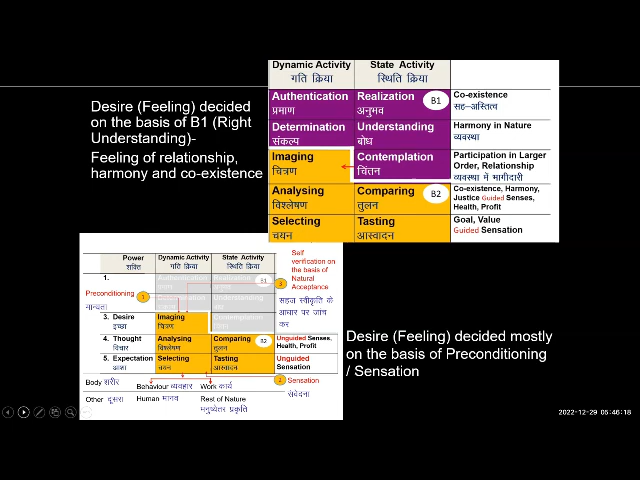 Desire (Feeling) decided
on the basis of B1 (Right
Understanding)-
Feeling of relationship,
harmony and co-existence
Dynamic Activity State Activity
गति क्रिया स्थिति क्रिया
Authentication Realization B1 Co-existence
प्रमाण अनुभव सह-अस्तित्व
Determination Understanding Harmony in Nature
संकल्प बोध व्यवस्था
Imaging Contemplation Participation in Larger
Order, Relationship
चित्रण चिंतन व्यवस्था में भागीदारी
Analysing Comparing B2 Co-existence, Harmony,
Justice Guided Senses,
विश्लेषण तुलन Health, Profit
Selecting Tasting Goal, Value
चयन आस्वादन Guided Sensation
Power Dynamic Activity State Activity
शक्ति गति क्रिया स्थिति क्रिया
Self
verification on
the basis of
Natural
Acceptance
सहज स्वीकृति के
आधार पर जांच
कर
1. Authentication Realization B1 3
Preconditioning 1
मान्यता
Determination Understanding
3. Desire Imaging Contemplation
इच्छा चित्रण
4. Thought Analysing Comparing B2 Unguided Senses,
विचार विश्लेषण तुलन Health, Profit
5. Expectation Selecting Tasting Unguided
आशा चयन आस्वादन Sensation
Body शरीर Behaviour व्यवहार Work कार्य 2 Sensation
संवेदना
Other दूसरा Human मानव Rest of Nature
मनुष्येतर प्रकृति
Desire (Feeling) decided mostly
on the basis of Preconditioning
/ Sensation
2022-12-29 05:46:18